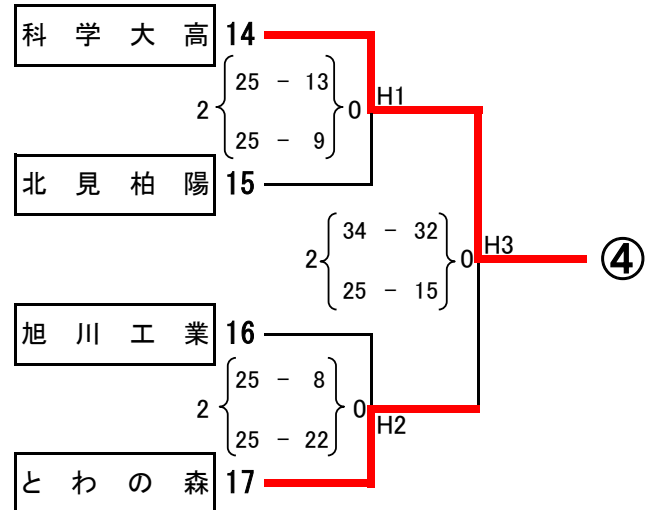 科学大高 14
25 - 13
2 0 H1
25 - 9
北見柏陽 15
34 - 32
2 0 H3 ④
25 - 15
旭川工業 16
25 - 8
2 0 H2
25 - 22
とわの森 17